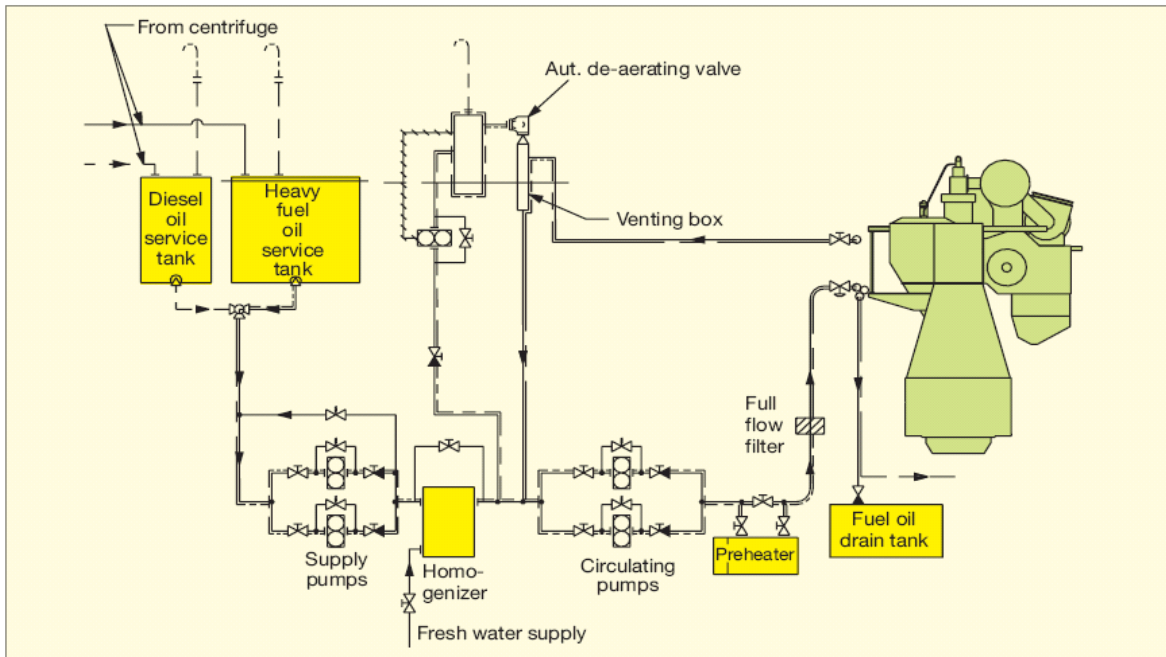 From centrifuge
Aut. de-aerating valve
Diesel
oil
service
tank
Heavy
fuel
oil
service
tank
Venting box
Full
flow
filter
Supply
pumps
Homo-
genizer
Circulating
pumps
Preheater
Fuel oil
drain tank
Fresh water supply